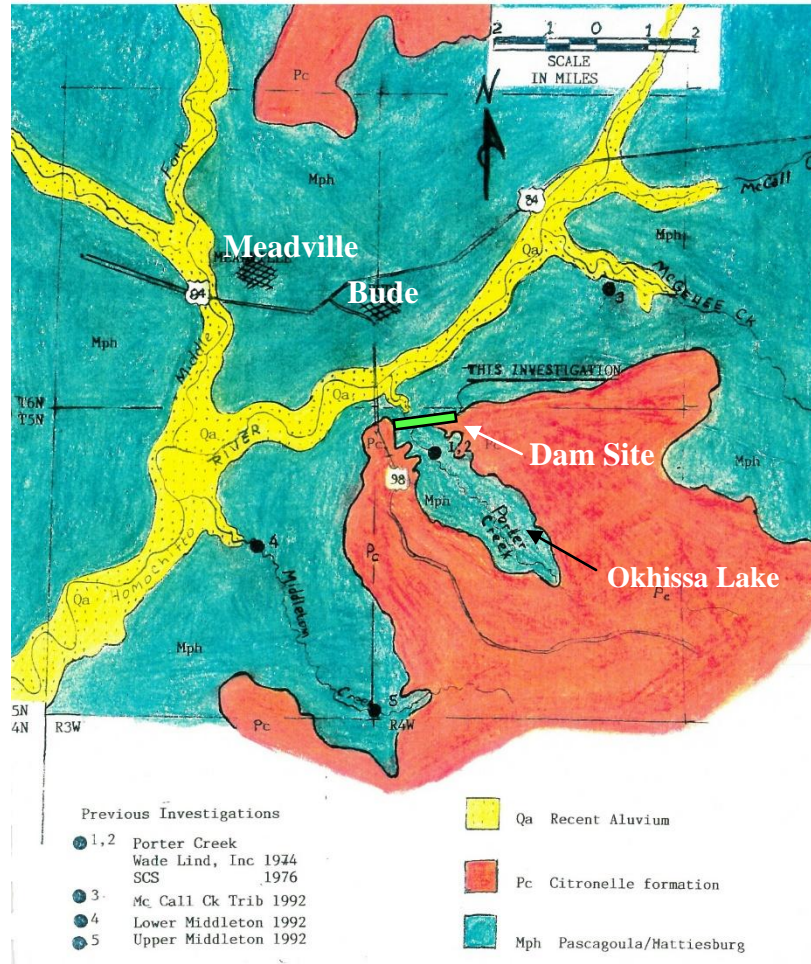 2 1 0 1 2
SCALE
IN MILES
N
Pc
Fork
Mph
84
McCall
Meadville
Mph
Qa
Bude
McGEHEE CK
3
84
Mph
Middle
THIS INVESTIGATION
T6N
T5N
Qa
Qa
RIVER
Pc
Pc
Dam Site
1,2
98
Mph
Mph
Porter
Creek
4
Okhissa Lake
Pc
Pc
Homochitto
Qa
Middleton
Mph
Creek
5
5N
4N
R3W
Pc
R4W
Previous Investigations
1,2 Porter Creek
Wade Lind, Inc 1974
SCS 1976
3 Mc Call Ck Trib 1992
4 Lower Middleton 1992
5 Upper Middleton 1992
Qa Recent Aluvium
Pc Citronelle formation
Mph Pascagoula/Hattiesburg